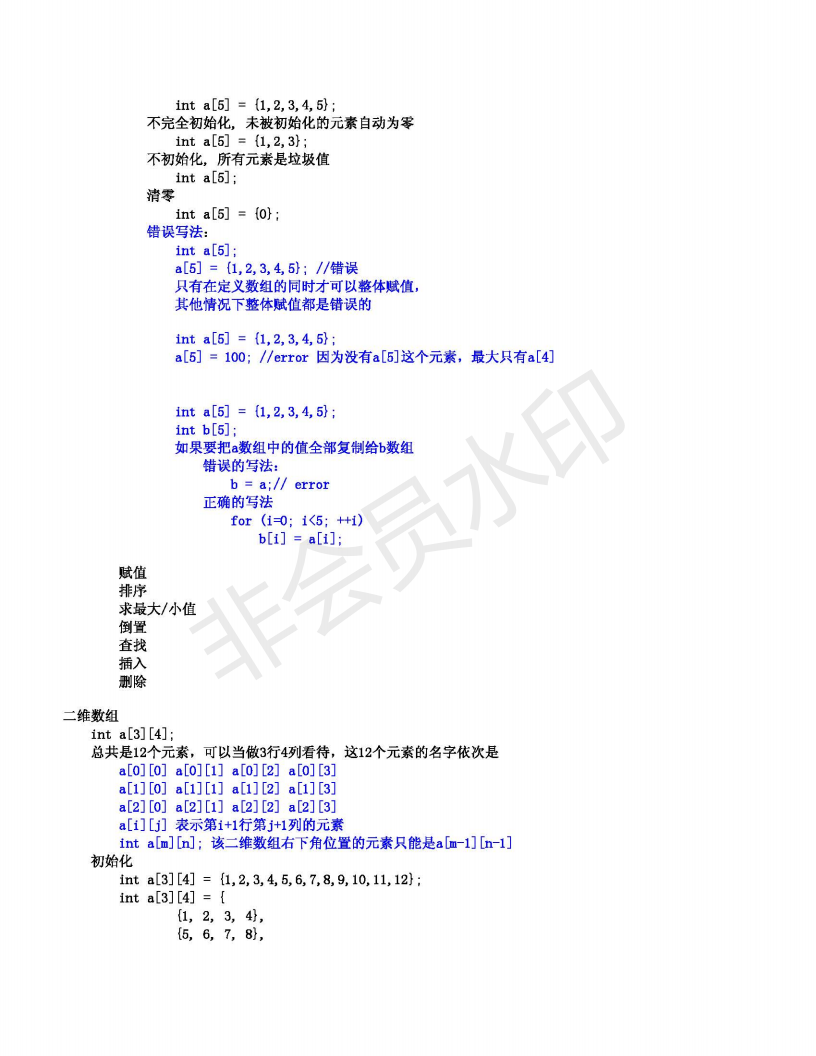 int a[5] = {1,2,3,4,5};
不完全初始化，未被初始化的元素自动为零
int a[5] = {1,2,3};
不初始化，所有元素是垃圾值
int a[5];
清零
int a[5] = {0};
错误写法：
int a[5];
a[5] = {1,2,3,4,5}; //错误
只有在定义数组的同时才可以整体赋值，
其他情况下整体赋值都是错误的
int a[5] = {1,2,3,4,5};
a[5] = 100; //error 因为没有a[5]这个元素，最大只有a[4]
int a[5] = {1,2,3,4,5};
int b[5];
如果要把a数组中的值全部复制给b数组
错误的写法：
b = a;// error
正确的写法
for (i=0; i<5; ++i)
b[i] = a[i];
赋值
排序
求最大/小值
倒置
查找
插入
删除
二维数组
int a[3][4];
总共是12个元素，可以当做3行4列看待，这12个元素的名字依次是
a[0][0] a[0][1] a[0][2] a[0][3]
a[1][0] a[1][1] a[1][2] a[1][3]
a[2][0] a[2][1] a[2][2] a[2][3]
a[i][j] 表示第i+1行第j+1列的元素
int a[m][n]; 该二维数组右下角位置的元素只能是a[m-1][n-1]
初始化
int a[3][4] = {1,2,3,4,5,6,7,8,9,10,11,12};
int a[3][4] = {
{1, 2, 3, 4},
{5, 6, 7, 8},
非会员水印